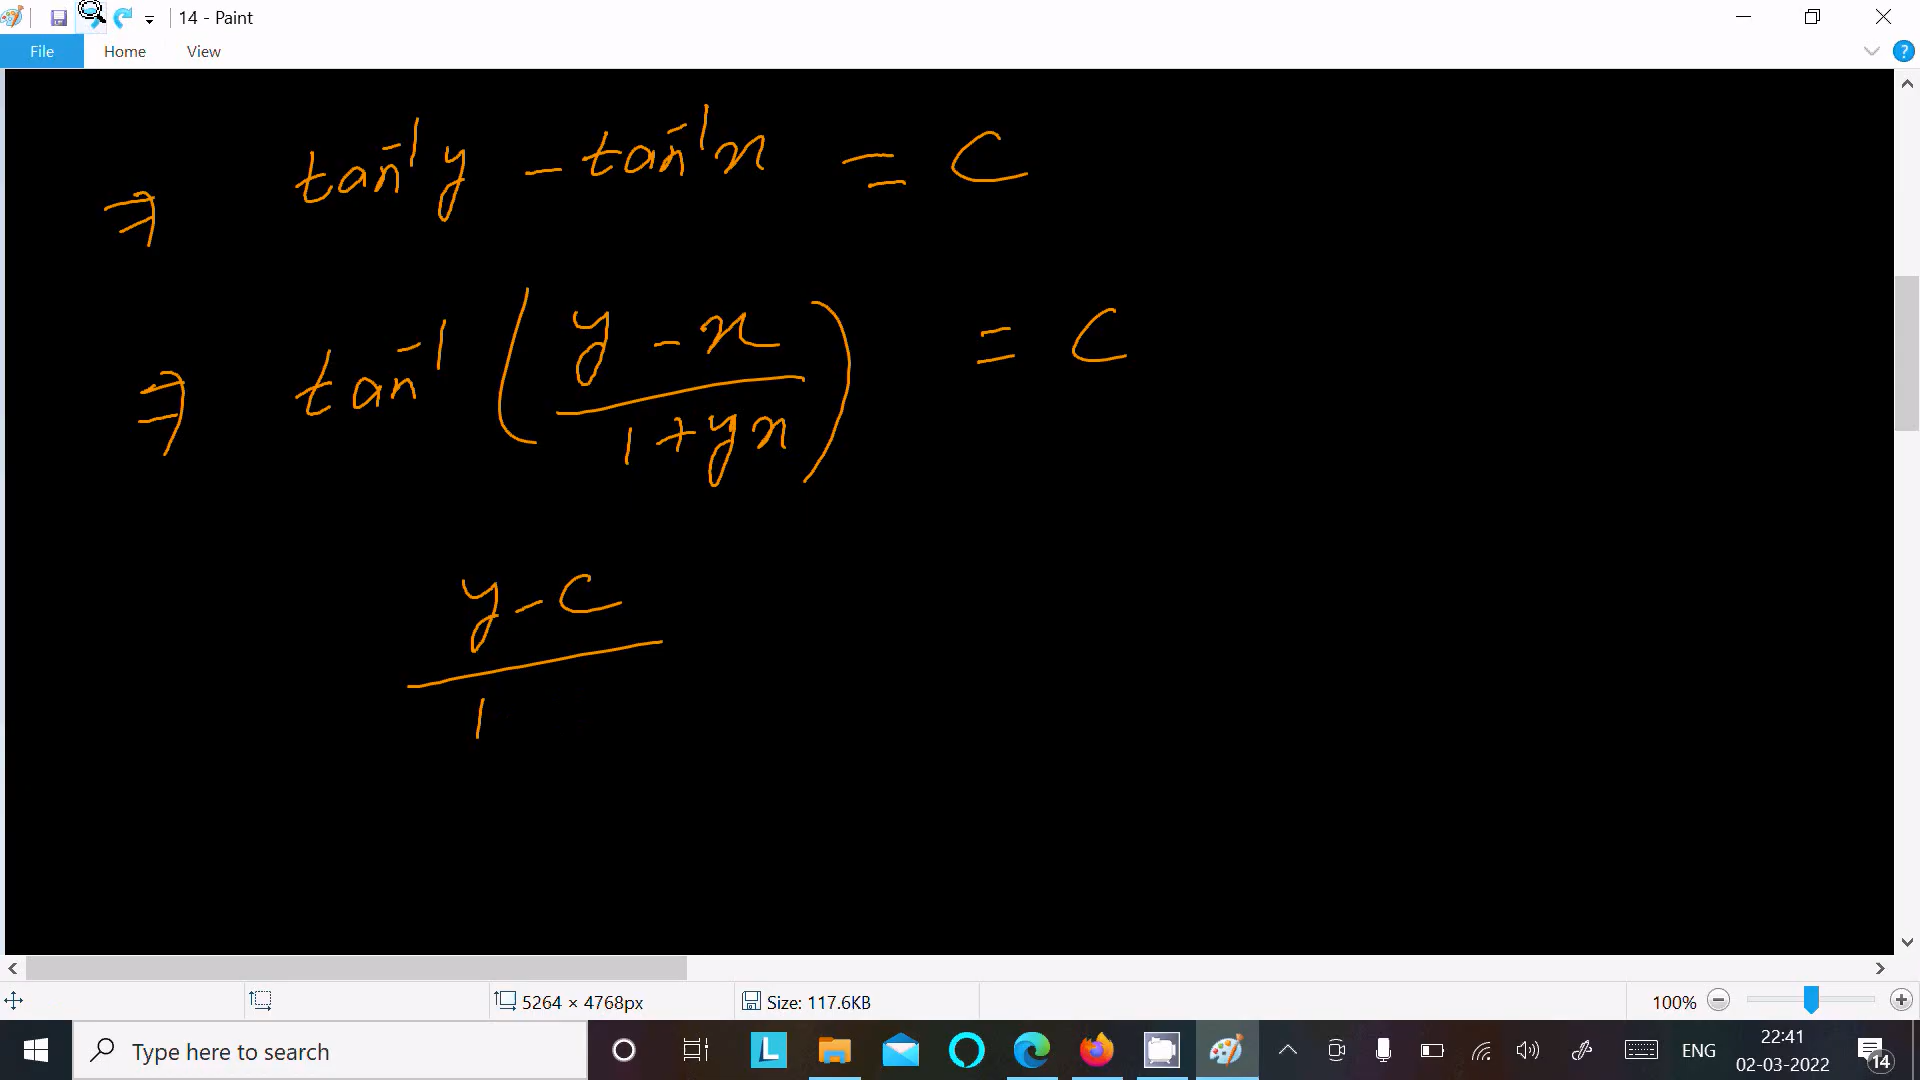 14 - Paint
File Home View
⇒ tan⁻¹y - tan⁻¹x = C
⇒ tan⁻¹ ( y - x / 1 + yx ) = C
y - C
1
5264 × 4768px Size: 117.6KB 100%
Type here to search L ENG 22:41
02-03-2022 14